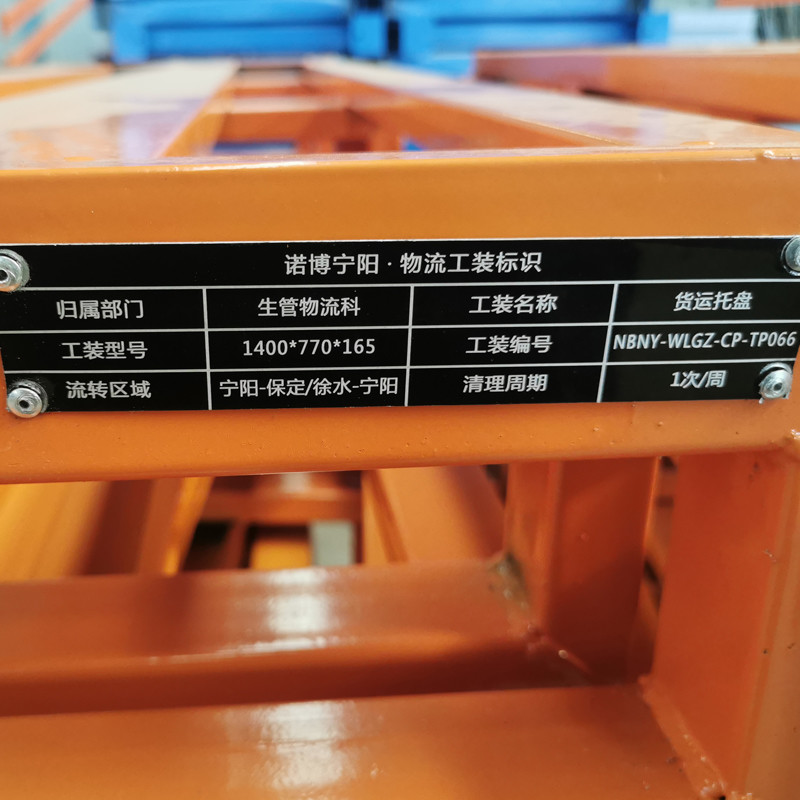 诺博宁阳·物流工装标识
归属部门 生管物流科 工装名称 货运托盘
工装型号 1400*770*165 工装编号 NBNY-WLGZ-CP-TP066
流转区域 宁阳-保定/徐水-宁阳 清理周期 1次/周